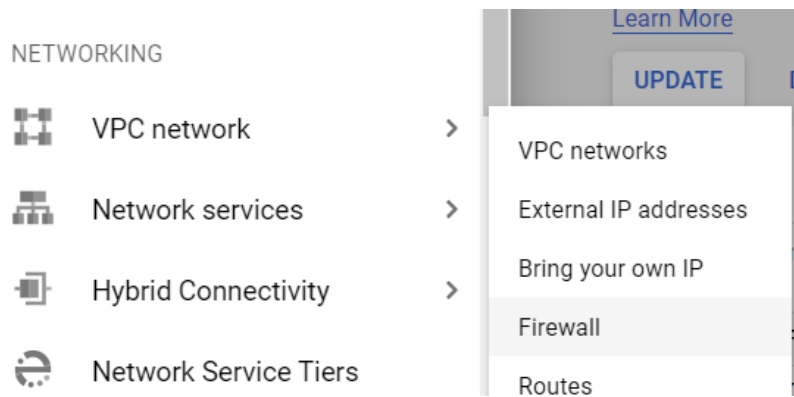 NETWORKING
VPC network
Network services
Hybrid Connectivity
Network Service Tiers
Learn More
UPDATE
VPC networks
External IP addresses
Bring your own IP
Firewall
Routes